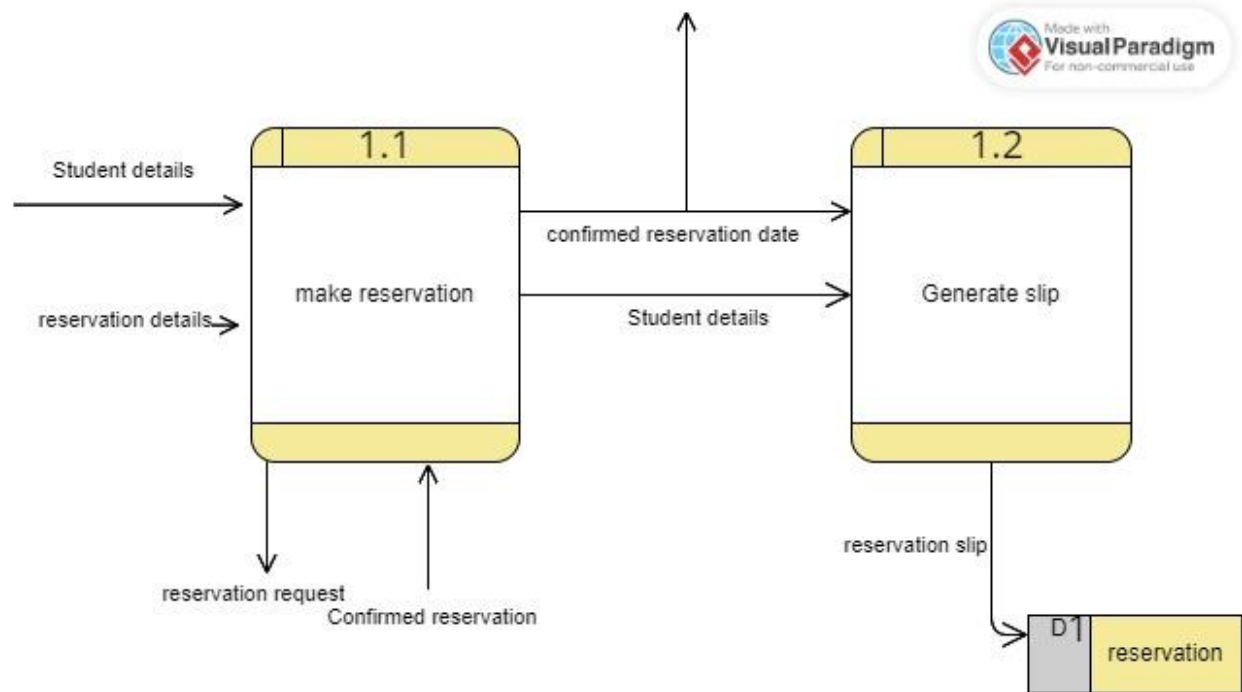 Made with
Visual Paradigm
For non-commercial use
1.1
1.2
Student details
confirmed reservation date
make reservation
Generate slip
reservation details
Student details
reservation slip
reservation request
Confirmed reservation
D1
reservation